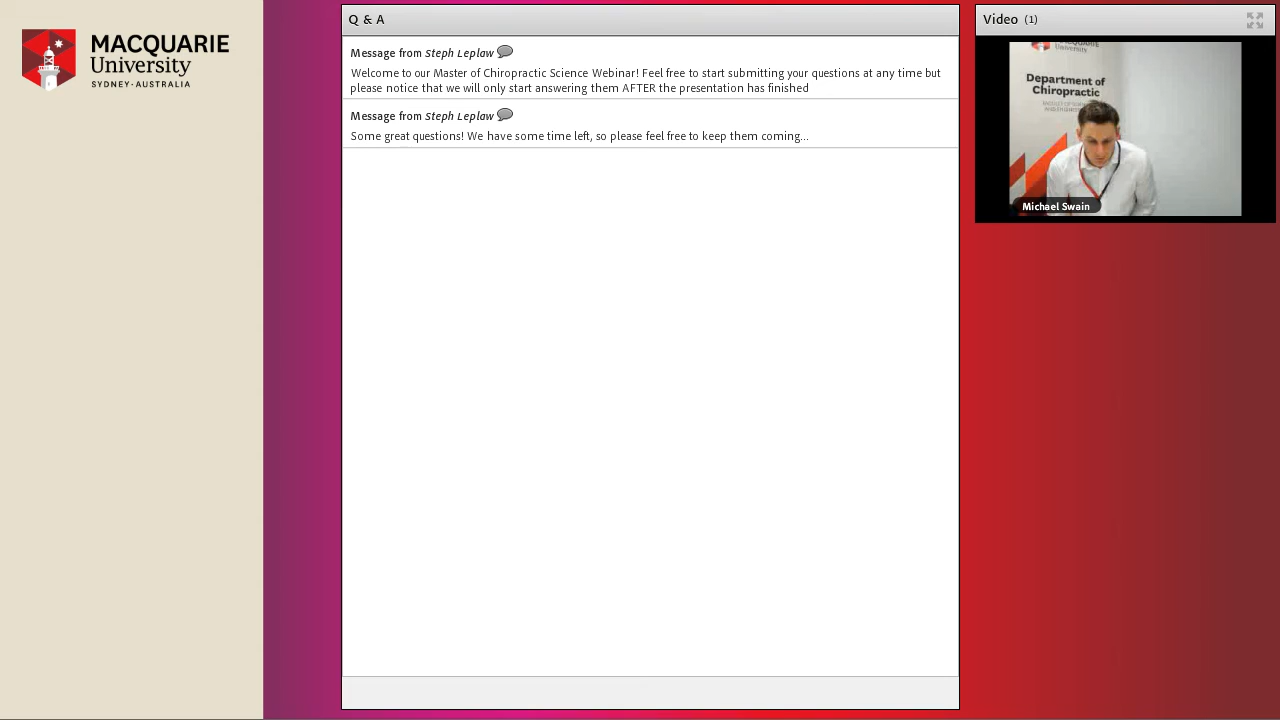 MACQUARIE
University
SYDNEY·AUSTRALIA
Q & A
Message from Steph Leplaw
Welcome to our Master of Chiropractic Science Webinar! Feel free to start submitting your questions at any time but
please notice that we will only start answering them AFTER the presentation has finished
Message from Steph Leplaw
Some great questions! We have some time left, so please feel free to keep them coming...
Video (1)
University
Department of
Chiropractic
Michael Swain